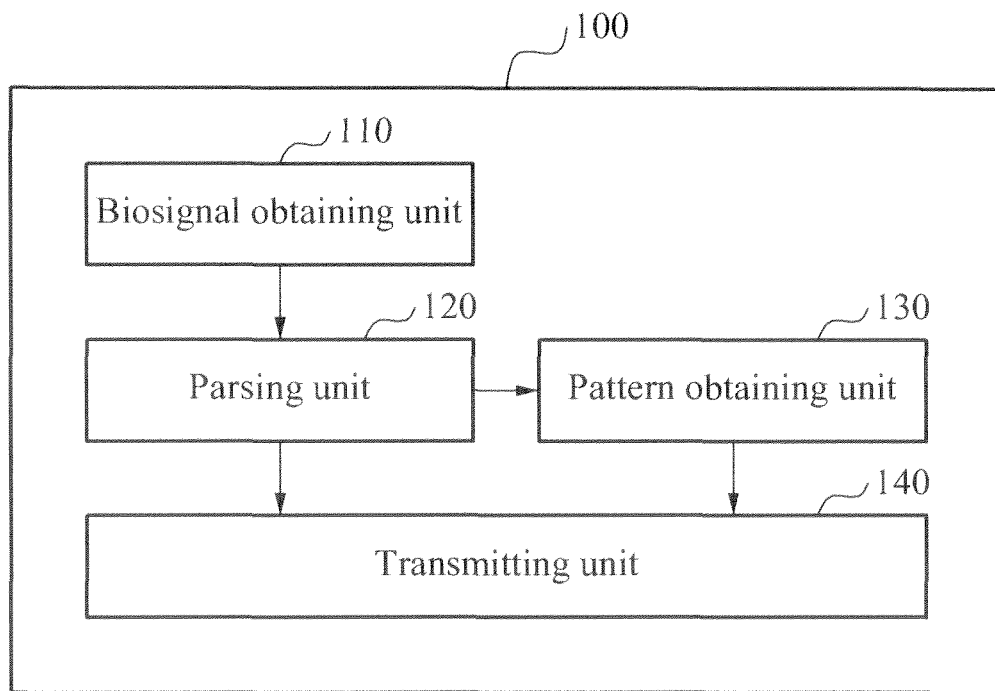 100
110
Biosignal obtaining unit
120
130
Parsing unit
Pattern obtaining unit
140
Transmitting unit